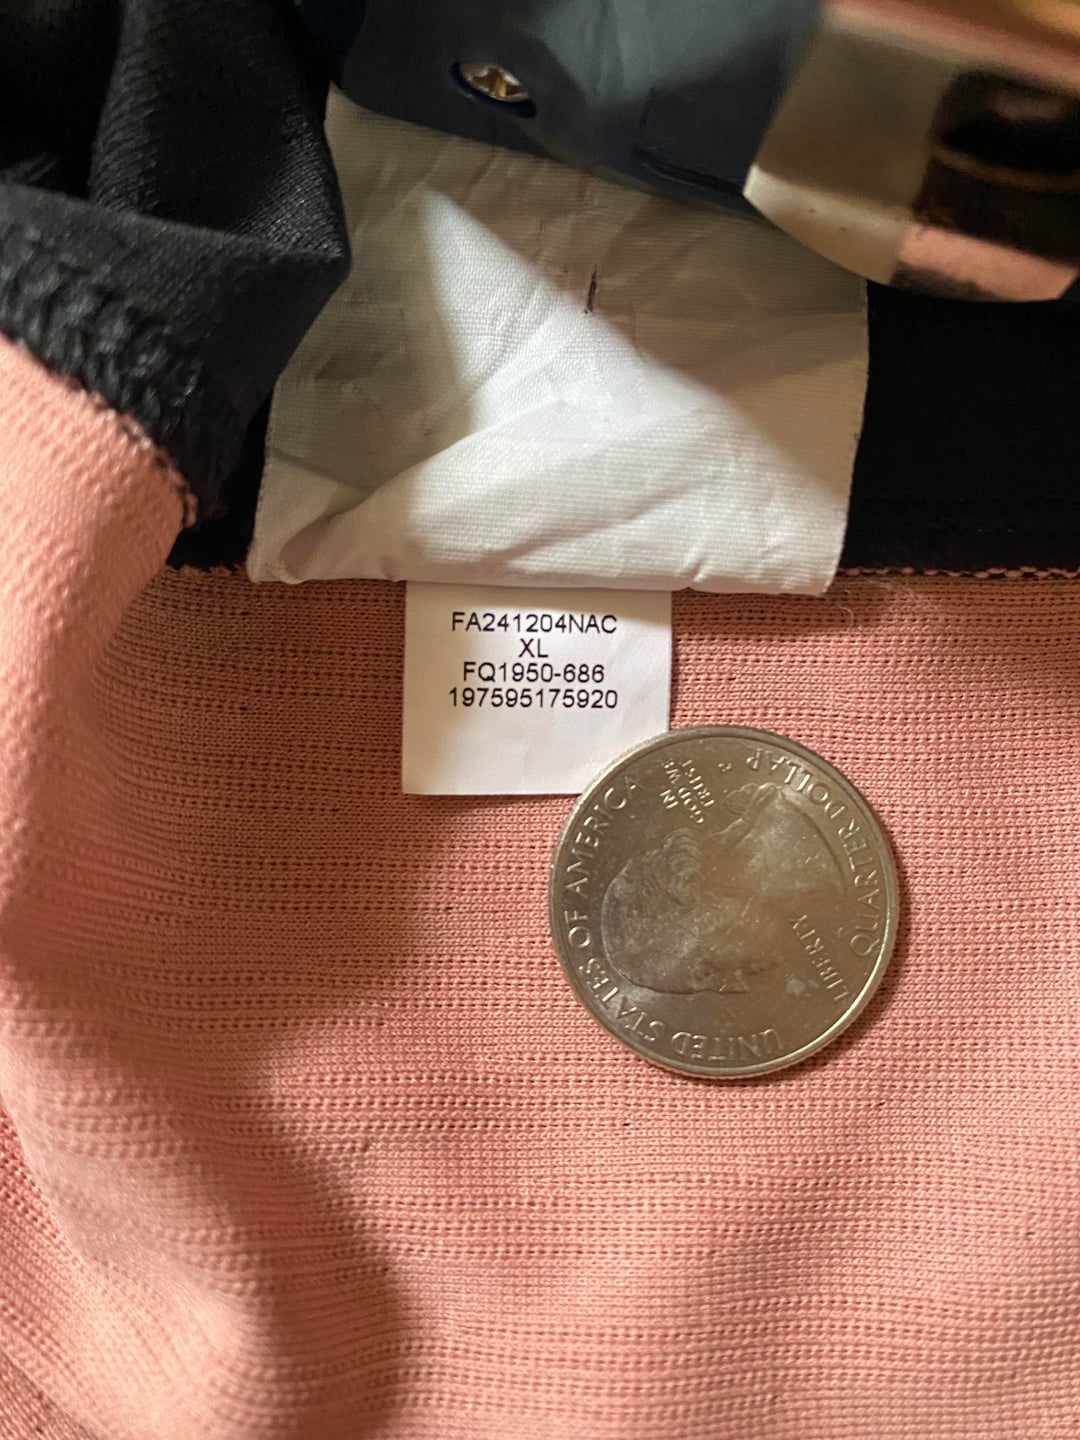 FA241204NAC
XL
FQ1950-686
197595175920
UNITED STATES OF AMERICA
LIBERTY
IN
GOD WE
TRUST
QUARTER DOLLAR